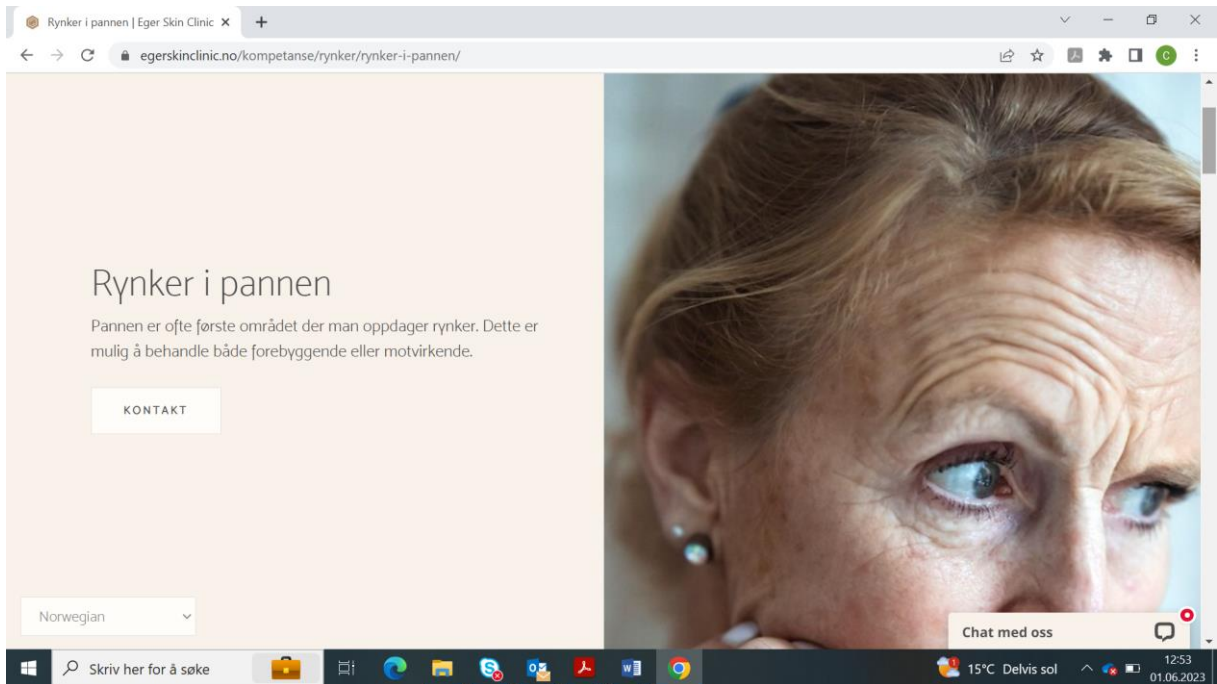 Rynker i pannen | Eger Skin Clinic
egerskinclinic.no/kompetanse/rynker/rynker-i-pannen/
C
Rynker i pannen
Pannen er ofte første området der man oppdager rynker. Dette er
mulig å behandle både forebyggende eller motvirkende.
KONTAKT
Norwegian
Chat med oss
Skriv her for å søke
15°C Delvis sol
12:53
01.06.2023